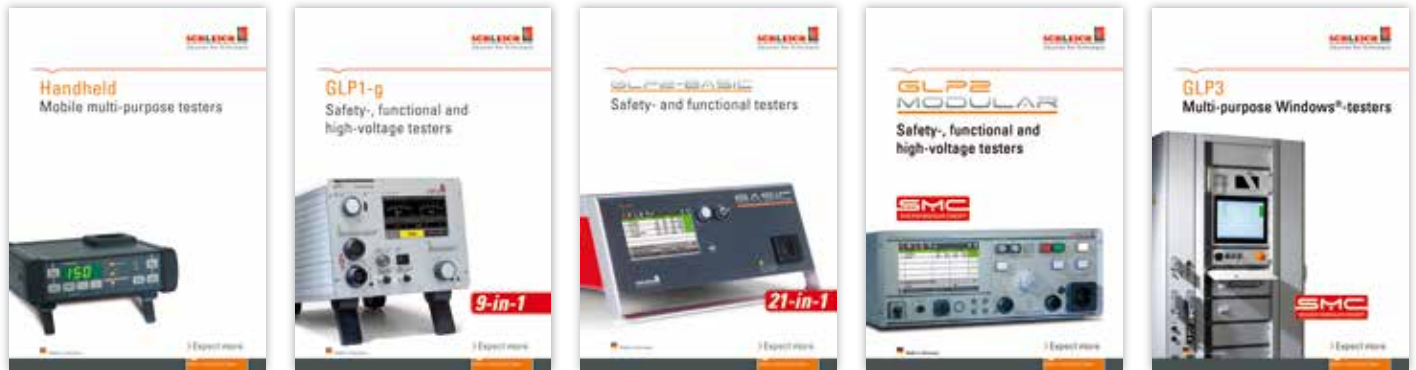 SCHLEICH
Handheld
Mobile multi-purpose testers
150
Expect more
SCHLEICH
GLP1-g
Safety-, functional and
high-voltage testers
9-in-1
Expect more
SCHLEICH
GLP2-BASIC
Safety- and functional testers
BASIC
21-in-1
Expect more
SCHLEICH
GLP2
MODULAR
Safety-, functional and
high-voltage testers
SMC
Expect more
SCHLEICH
GLP3
Multi-purpose Windows®-testers
SMC
Expect more